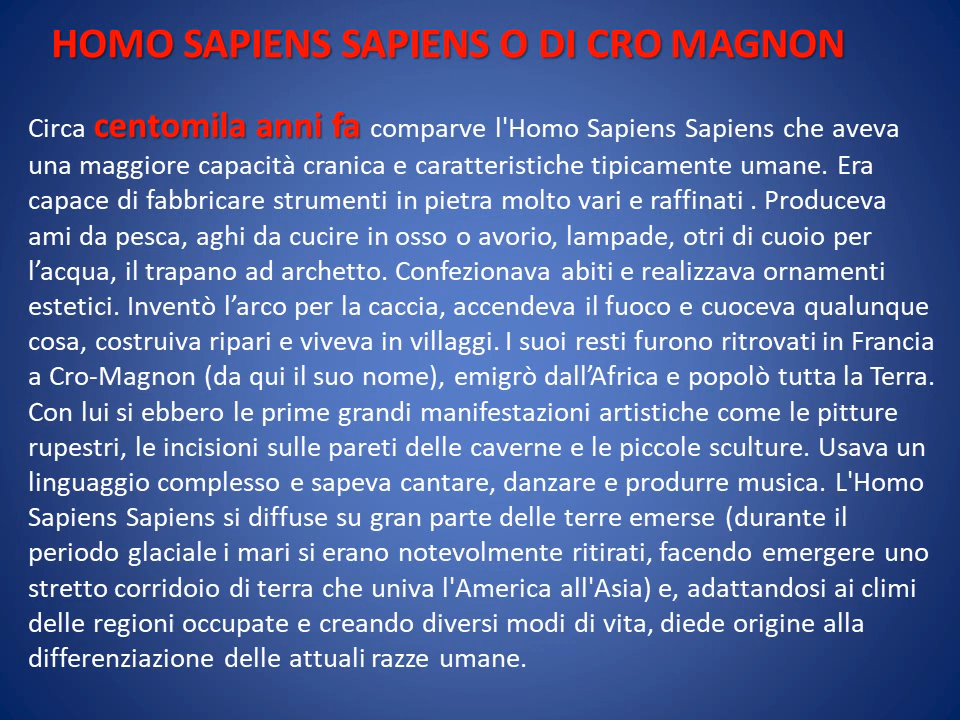 HOMO SAPIENS SAPIENS O DI CRO MAGNON
Circa centomila anni fa comparve l'Homo Sapiens Sapiens che aveva
una maggiore capacità cranica e caratteristiche tipicamente umane. Era
capace di fabbricare strumenti in pietra molto vari e raffinati . Produceva
ami da pesca, aghi da cucire in osso o avorio, lampade, otri di cuoio per
l’acqua, il trapano ad archetto. Confezionava abiti e realizzava ornamenti
estetici. Inventò l’arco per la caccia, accendeva il fuoco e cuoceva qualunque
cosa, costruiva ripari e viveva in villaggi. I suoi resti furono ritrovati in Francia
a Cro-Magnon (da qui il suo nome), emigrò dall’Africa e popolò tutta la Terra.
Con lui si ebbero le prime grandi manifestazioni artistiche come le pitture
rupestri, le incisioni sulle pareti delle caverne e le piccole sculture. Usava un
linguaggio complesso e sapeva cantare, danzare e produrre musica. L'Homo
Sapiens Sapiens si diffuse su gran parte delle terre emerse (durante il
periodo glaciale i mari si erano notevolmente ritirati, facendo emergere uno
stretto corridoio di terra che univa l'America all'Asia) e, adattandosi ai climi
delle regioni occupate e creando diversi modi di vita, diede origine alla
differenziazione delle attuali razze umane.